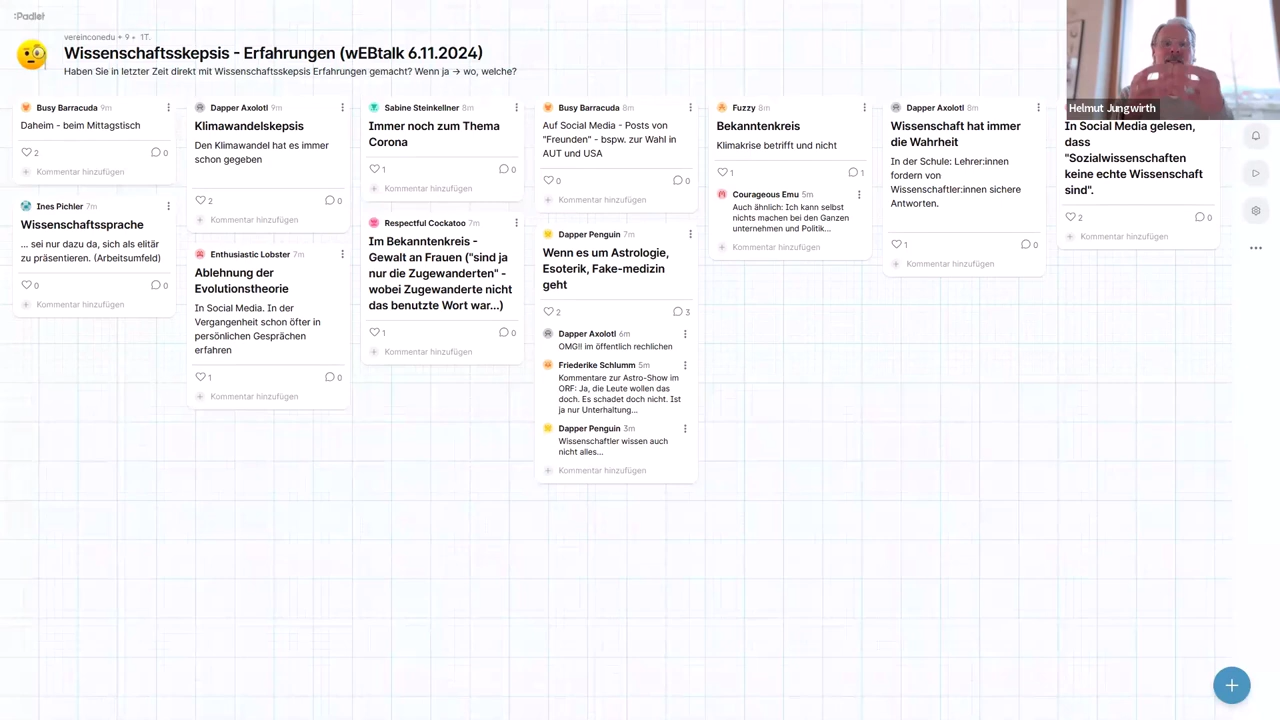 :Padlet
vereinconedu + 9 • 1T.
Wissenschaftsskepsis - Erfahrungen (wEBtalk 6.11.2024)
Haben Sie in letzter Zeit direkt mit Wissenschaftsskepsis Erfahrungen gemacht? Wenn ja → wo, welche?
Helmut Jungwirth
Busy Barracuda 9m
Daheim - beim Mittagstisch
2 0
Kommentar hinzufügen
Ines Pichler 7m
Wissenschaftssprache
... sei nur dazu da, sich als elitär
zu präsentieren. (Arbeitsumfeld)
0 0
Kommentar hinzufügen
Dapper Axolotl 9m
Klimawandelskepsis
Den Klimawandel hat es immer
schon gegeben
2 0
Kommentar hinzufügen
Enthusiastic Lobster 7m
Ablehnung der
Evolutionstheorie
In Social Media. In der
Vergangenheit schon öfter in
persönlichen Gesprächen
erfahren
1 0
Kommentar hinzufügen
Sabine Steinkellner 8m
Immer noch zum Thema
Corona
1 0
Kommentar hinzufügen
Respectful Cockatoo 7m
Im Bekanntenkreis -
Gewalt an Frauen ("sind ja
nur die Zugewanderten" -
wobei Zugewanderte nicht
das benutzte Wort war...)
1 0
Kommentar hinzufügen
Busy Barracuda 8m
Auf Social Media - Posts von
"Freunden" - bspw. zur Wahl in
AUT und USA
0 0
Kommentar hinzufügen
Dapper Penguin 7m
Wenn es um Astrologie,
Esoterik, Fake-medizin
geht
2 3
Dapper Axolotl 6m
OMG!! im öffentlich rechlichen
Friederike Schlumm 5m
Kommentare zur Astro-Show im
ORF: Ja, die Leute wollen das
doch. Es schadet doch nicht. Ist
ja nur Unterhaltung...
Dapper Penguin 3m
Wissenschaftler wissen auch
nicht alles...
Kommentar hinzufügen
Fuzzy 8m
Bekanntenkreis
Klimakrise betrifft und nicht
1 1
Courageous Emu 5m
Auch ähnlich: Ich kann selbst
nichts machen bei den Ganzen
unternehmen und Politik...
Kommentar hinzufügen
Dapper Axolotl 8m
Wissenschaft hat immer
die Wahrheit
In der Schule: Lehrer:innen
fordern von
Wissenschaftler:innen sichere
Antworten.
1 0
Kommentar hinzufügen
In Social Media gelesen,
dass
"Sozialwissenschaften
keine echte Wissenschaft
sind".
2 0
Kommentar hinzufügen